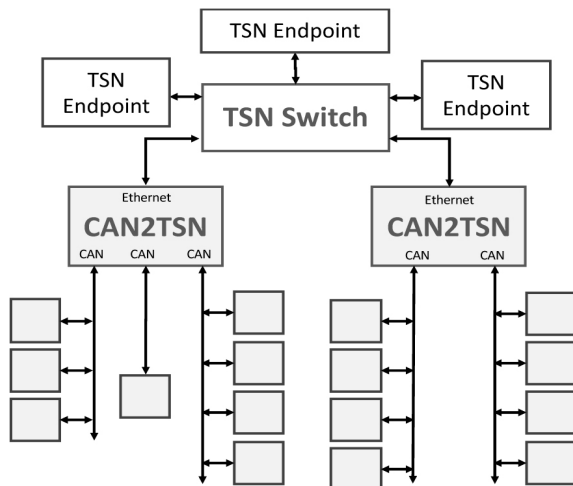 TSN Endpoint
TSN
Endpoint
TSN
Endpoint
TSN Switch
Ethernet
CAN2TSN
CAN CAN CAN
Ethernet
CAN2TSN
CAN CAN